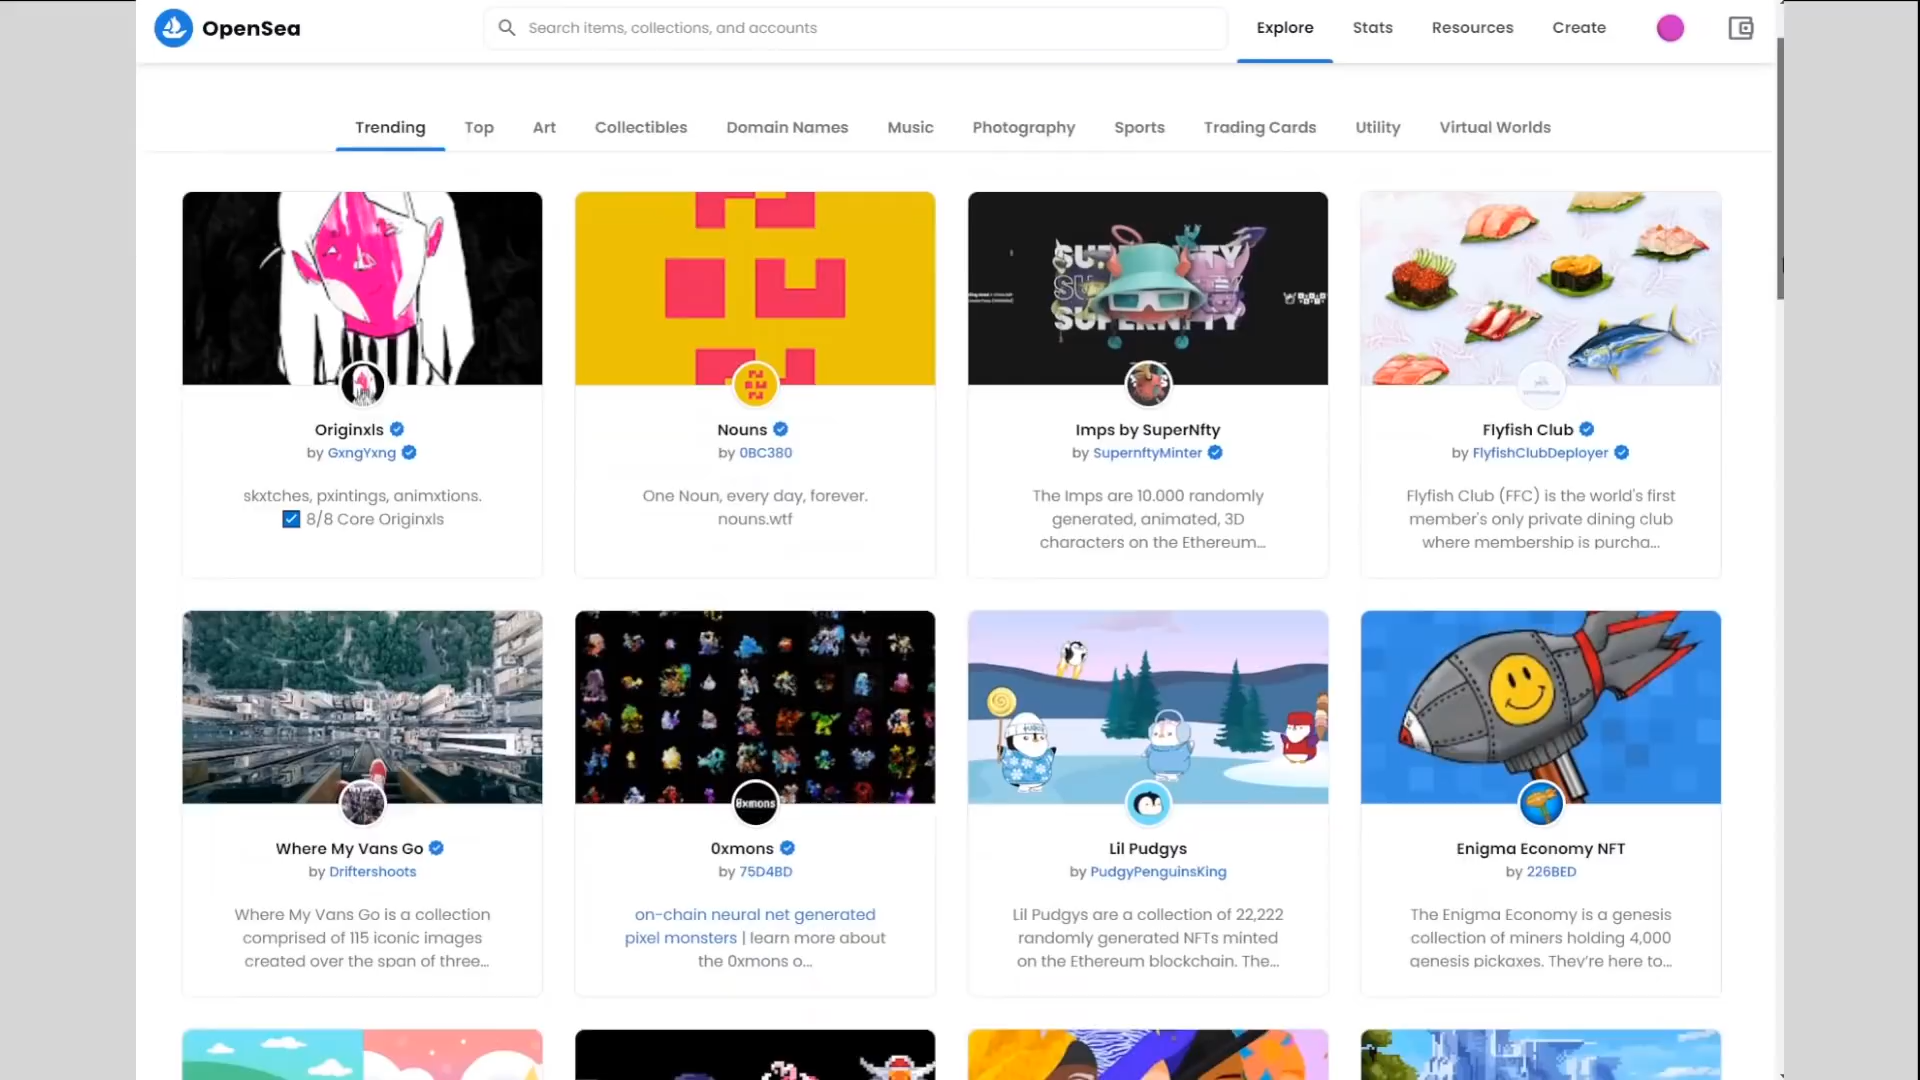 OpenSea
Search items, collections, and accounts
Explore
Stats
Resources
Create
Trending
Top
Art
Collectibles
Domain Names
Music
Photography
Sports
Trading Cards
Utility
Virtual Worlds
Originxls
by GxngYxng
skxtches, pxintings, animxtions.
8/8 Core Originxls
Nouns
by 0BC380
One Noun, every day, forever.
nouns.wtf
SUPERNFTY
Imps by SuperNfty
by SupernftyMinter
The Imps are 10.000 randomly
generated, animated, 3D
characters on the Ethereum...
Flyfish Club
by FlyfishClubDeployer
Flyfish Club (FFC) is the world's first
member's only private dining club
where membership is purcha...
Where My Vans Go
by Driftershoots
Where My Vans Go is a collection
comprised of 115 iconic images
created over the span of three...
0xmons
0xmons
by 75D4BD
on-chain neural net generated
pixel monsters | learn more about
the 0xmons o...
Lil Pudgys
by PudgyPenguinsKing
Lil Pudgys are a collection of 22,222
randomly generated NFTs minted
on the Ethereum blockchain. The...
Enigma Economy NFT
by 226BED
The Enigma Economy is a genesis
collection of miners holding 4,000
genesis pickaxes. They're here to...